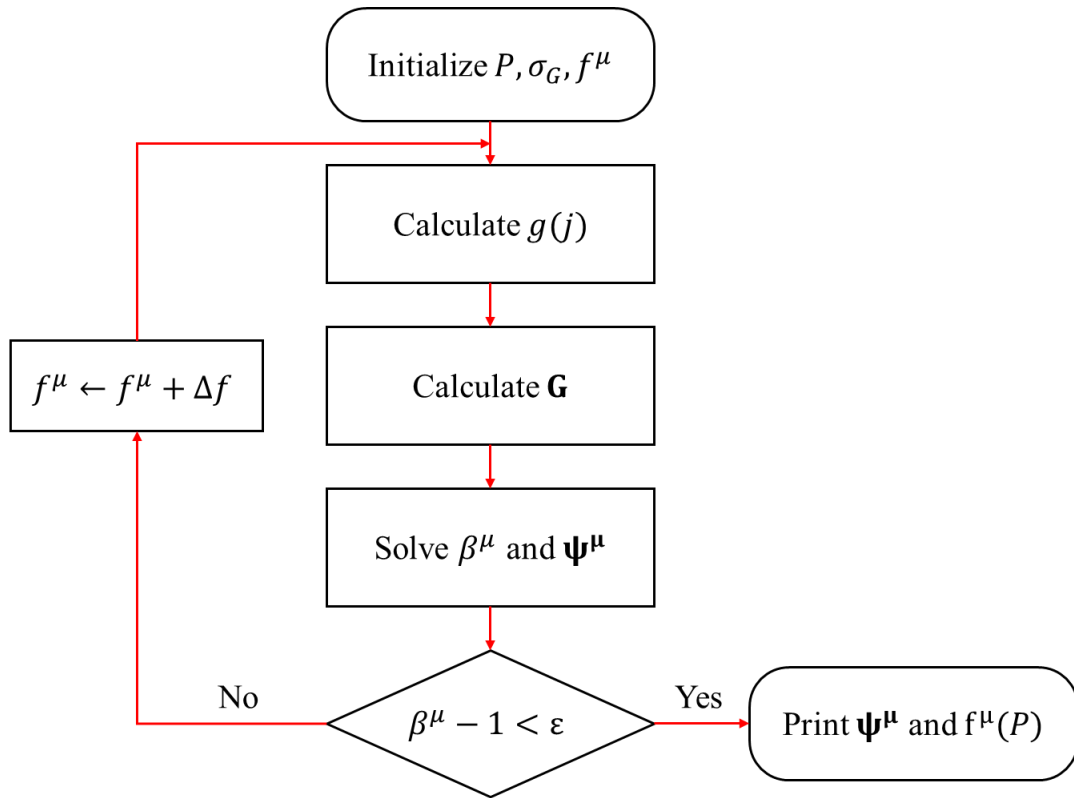 Initialize P, σ_G, f^μ
Calculate g(j)
Calculate G
f^μ ← f^μ + Δf
Solve β^μ and ψ^μ
No
Yes
β^μ − 1 < ε
Print ψ^μ and f^μ(P)